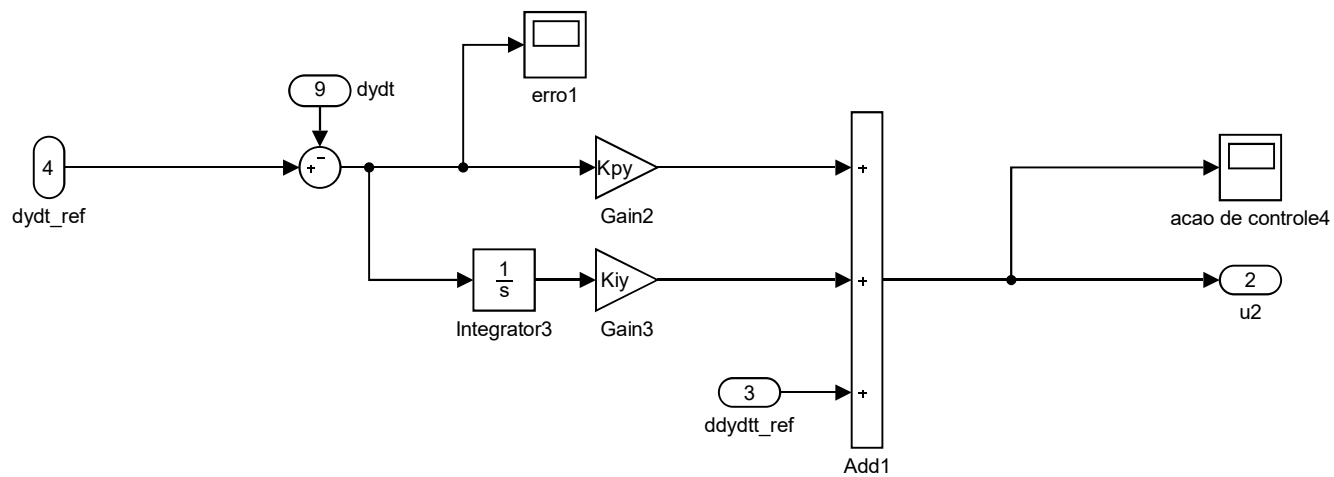 erro1
9 dydt
−
4
+
dydt_ref
Kpy
Gain2
+
acao de controle4
1
s
Integrator3
Kiy
Gain3
+
2
u2
3
ddydtt_ref
+
Add1